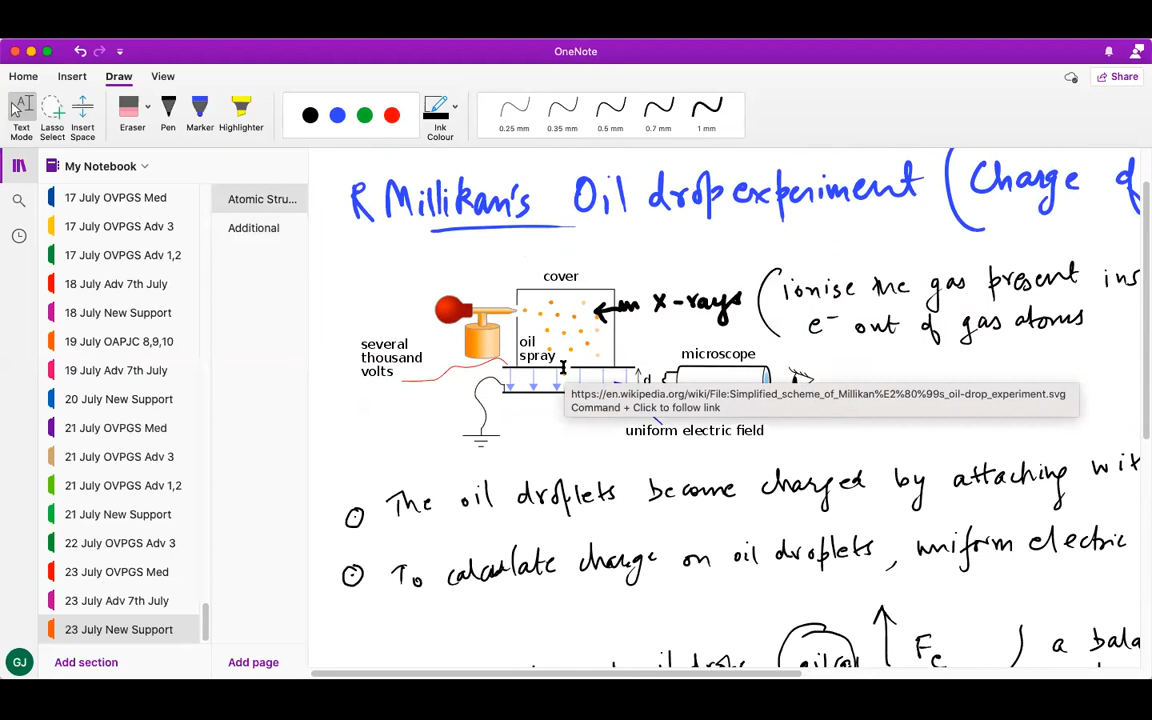 OneNote
Home Insert Draw View
Share
Text Mode
Lasso Select
Insert Space
Eraser
Pen
Marker
Highlighter
Ink Colour
0.25 mm
0.35 mm
0.5 mm
0.7 mm
1 mm
My Notebook
17 July OVPGS Med
17 July OVPGS Adv 3
17 July OVPGS Adv 1,2
18 July Adv 7th July
18 July New Support
19 July OAPJC 8,9,10
19 July Adv 7th July
20 July New Support
21 July OVPGS Med
21 July OVPGS Adv 3
21 July OVPGS Adv 1,2
21 July New Support
22 July OVPGS Adv 3
23 July OVPGS Med
23 July Adv 7th July
23 July New Support
GJ
Add section
Atomic Stru...
Additional
Add page
R Millikan's Oil drop experiment (Charge of
cover
X-rays (ionise the gas present ins
e⁻ out of gas atoms
oil spray
several thousand volts
microscope
d
https://en.wikipedia.org/wiki/File:Simplified_scheme_of_Millikan%E2%80%99s_oil-drop_experiment.svg
Command + Click to follow link
uniform electric field
The oil droplets become charged by attaching wit
To calculate charge on oil droplets, uniform electric
Fe ) a bala